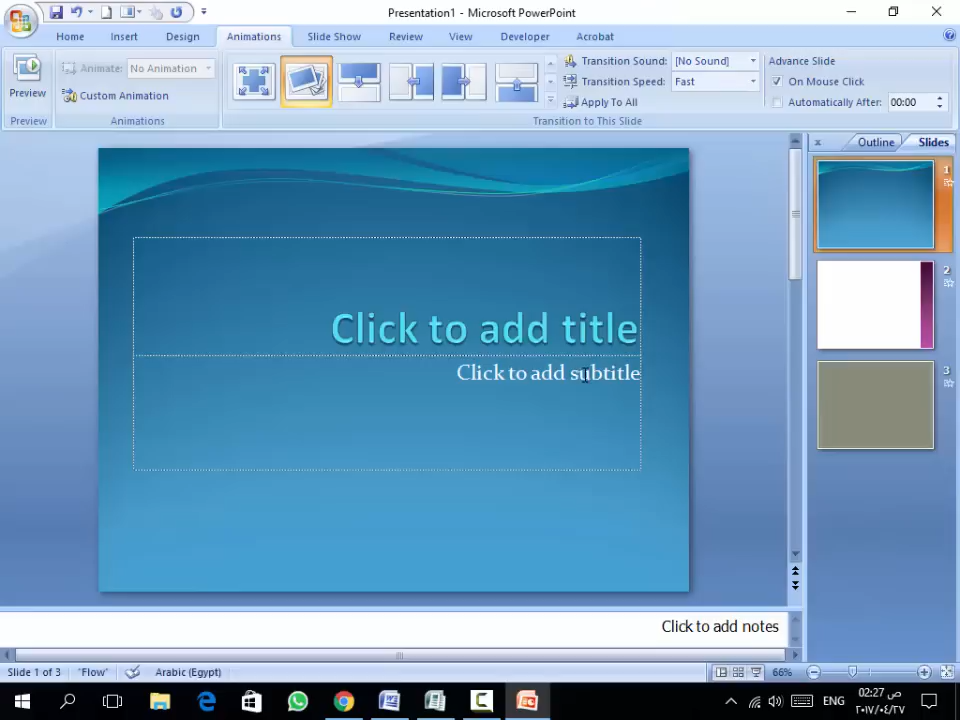 Presentation1 - Microsoft PowerPoint
Home Insert Design Animations Slide Show Review View Developer Acrobat
Animate: No Animation
Custom Animation
Preview
Transition Sound: [No Sound]
Transition Speed: Fast
Apply To All
Advance Slide
On Mouse Click
Automatically After: 00:00
Preview Animations Transition to This Slide
Outline Slides
1
2
3
Click to add title
Click to add subtitle
Click to add notes
Slide 1 of 3 "Flow" Arabic (Egypt) 66%
ENG
02:27 ص
٢٠١٧/٠٤/٢٧